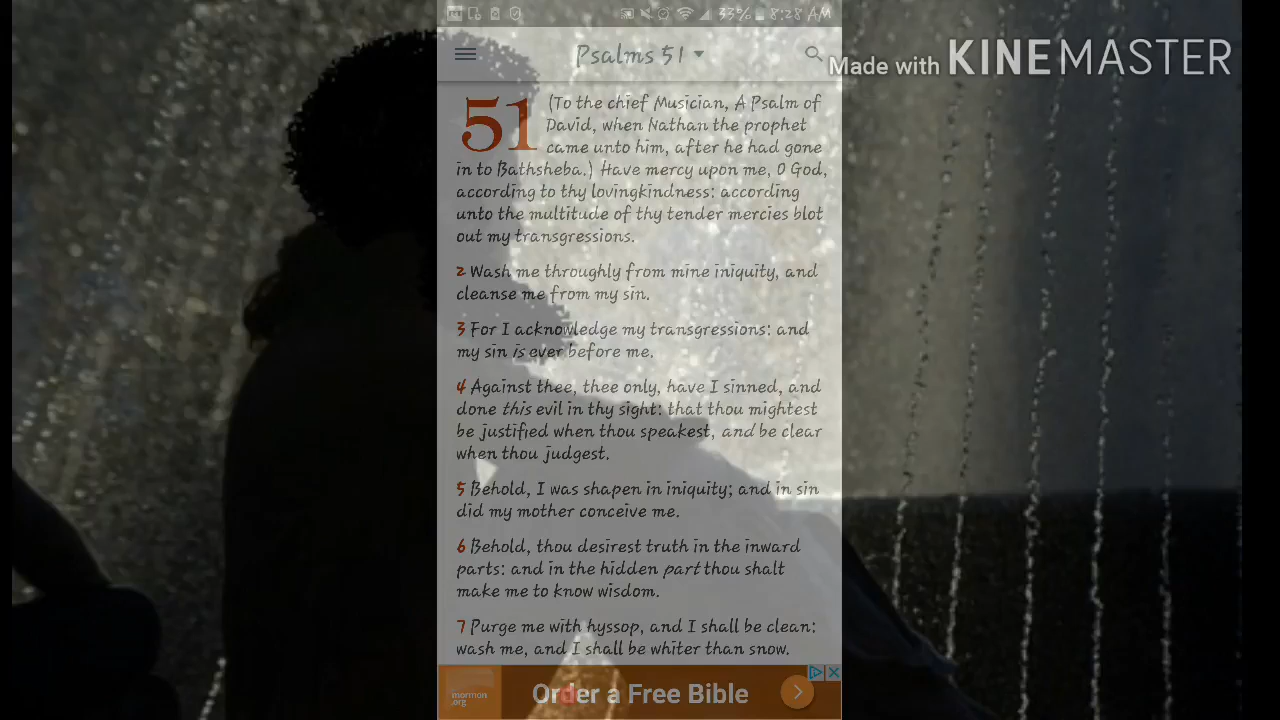 33% 8:28 AM
Psalms 51
Made with KINEMASTER
51 (To the chief Musician, A Psalm of
David, when Nathan the prophet
came unto him, after he had gone
in to Bathsheba.) Have mercy upon me, O God,
according to thy lovingkindness: according
unto the multitude of thy tender mercies blot
out my transgressions.
2 Wash me throughly from mine iniquity, and
cleanse me from my sin.
3 For I acknowledge my transgressions: and
my sin is ever before me.
4 Against thee, thee only, have I sinned, and
done this evil in thy sight: that thou mightest
be justified when thou speakest, and be clear
when thou judgest.
5 Behold, I was shapen in iniquity; and in sin
did my mother conceive me.
6 Behold, thou desirest truth in the inward
parts: and in the hidden part thou shalt
make me to know wisdom.
7 Purge me with hyssop, and I shall be clean:
wash me, and I shall be whiter than snow.
mormon
.org
Order a Free Bible